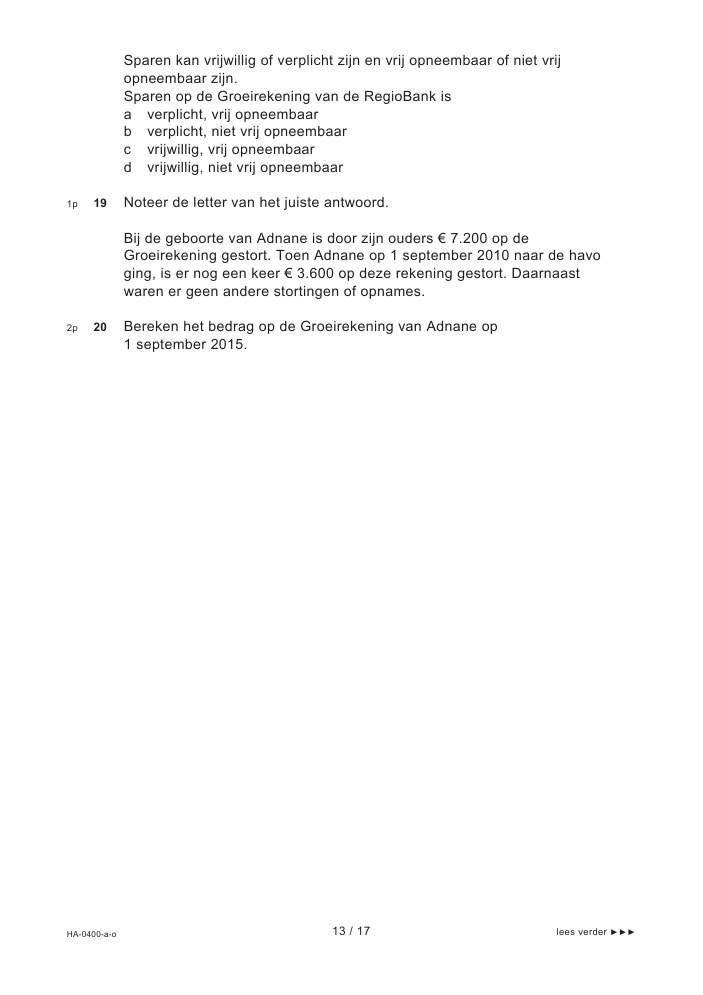 Sparen kan vrijwillig of verplicht zijn en vrij opneembaar of niet vrij
opneembaar zijn.
Sparen op de Groeirekening van de RegioBank is
a verplicht, vrij opneembaar
b verplicht, niet vrij opneembaar
c vrijwillig, vrij opneembaar
d vrijwillig, niet vrij opneembaar
1p 19 Noteer de letter van het juiste antwoord.
Bij de geboorte van Adnane is door zijn ouders € 7.200 op de
Groeirekening gestort. Toen Adnane op 1 september 2010 naar de havo
ging, is er nog een keer € 3.600 op deze rekening gestort. Daarnaast
waren er geen andere stortingen of opnames.
2p 20 Bereken het bedrag op de Groeirekening van Adnane op
1 september 2015.
HA-0400-a-o 13 / 17 lees verder ►►►